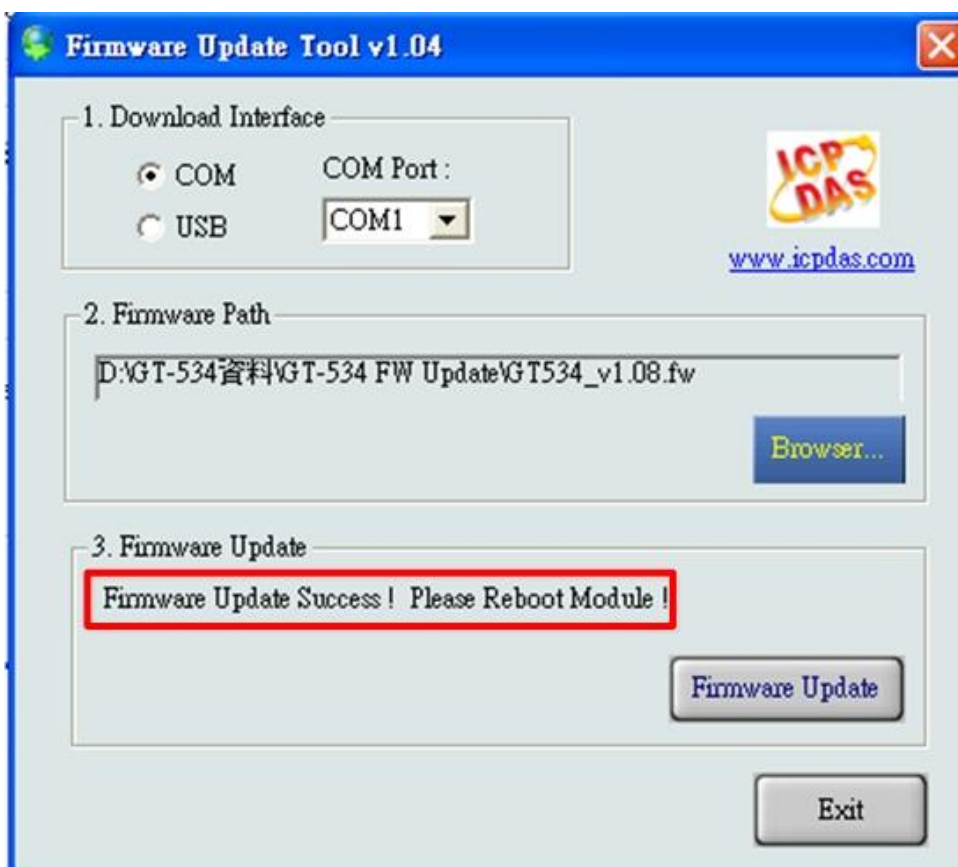 Firmware Update Tool v1.04
1. Download Interface
COM
COM Port :
USB
COM1
ICP
DAS
www.icpdas.com
2. Firmware Path
D:\GT-534資料\GT-534 FW Update\GT534_v1.08.fw
Browser...
3. Firmware Update
Firmware Update Success ! Please Reboot Module !
Firmware Update
Exit